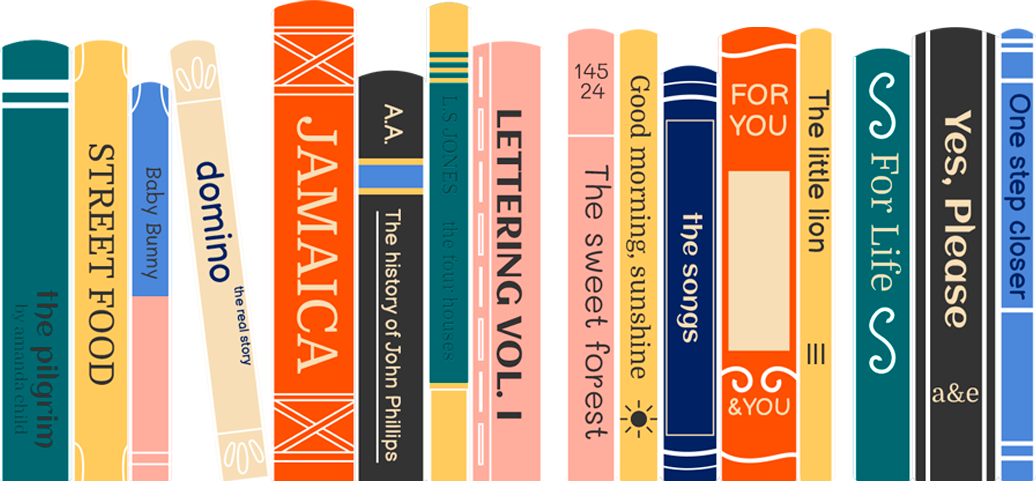 the pilgrim
by amanda child
STREET FOOD
Baby Bunny
domino
the real story
JAMAICA
A.A.
The history of John Phillips
L.S JONES
the four houses
LETTERING VOL. I
145
24
The sweet forest
Good morning, sunshine
the songs
FOR
YOU
&YOU
The little lion
For Life
Yes, Please
a&e
One step closer